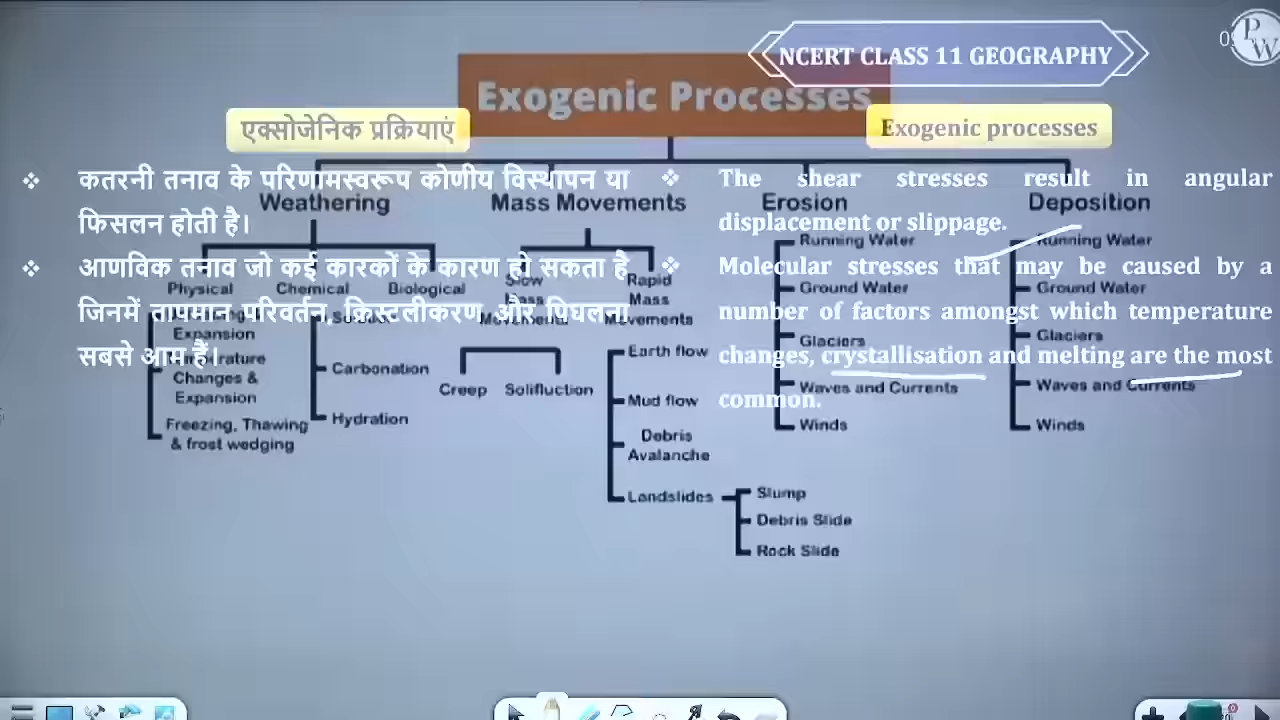 NCERT CLASS 11 GEOGRAPHY
PW
Exogenic Processes
एक्सोजेनिक प्रक्रियाएं
Exogenic processes
कतरनी तनाव के परिणामस्वरूप कोणीय विस्थापन या
फिसलन होती है।
आणविक तनाव जो कई कारकों के कारण हो सकता है
जिनमें तापमान परिवर्तन, क्रिस्टलीकरण और पिघलना
सबसे आम हैं।
The shear stresses result in angular
displacement or slippage.
Molecular stresses that may be caused by a
number of factors amongst which temperature
changes, crystallisation and melting are the most
common.
Weathering
Physical
Expansion
Changes &
Expansion
Freezing, Thawing
& frost wedging
Chemical
Carbonation
Hydration
Biological
Mass Movements
Slow
Mass
Movements
Creep
Solifluction
Rapid
Mass
Movements
Earth flow
Mud flow
Debris
Avalanche
Landslides
Slump
Debris Slide
Rock Slide
Erosion
Running Water
Ground Water
Glaciers
Waves and Currents
Winds
Deposition
Running Water
Ground Water
Glaciers
Waves and Currents
Winds